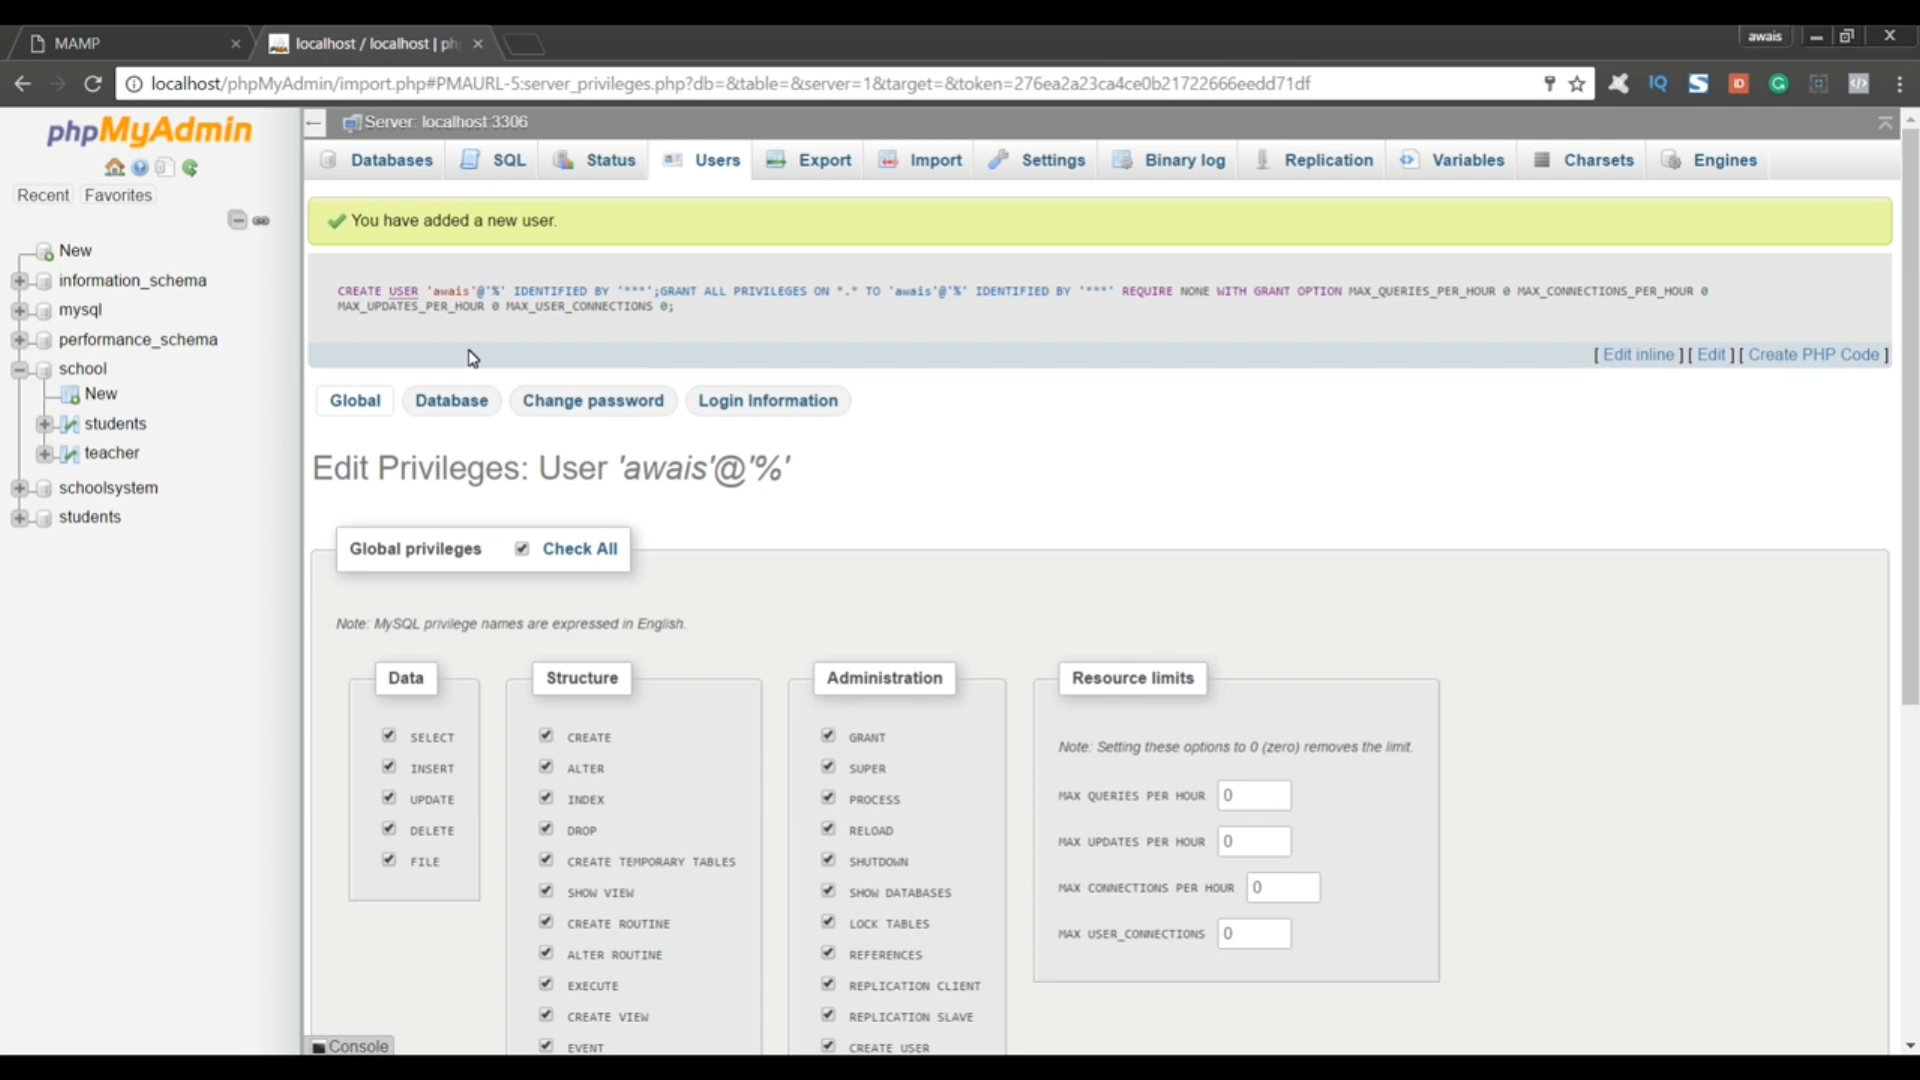 MAMP
localhost / localhost | ph
awais
localhost/phpMyAdmin/import.php#PMAURL-5:server_privileges.php?db=&table=&server=1&target=&token=276ea2a23ca4ce0b21722666eedd71df
phpMyAdmin
Recent Favorites
New
information_schema
mysql
performance_schema
school
New
students
teacher
schoolsystem
students
Server: localhost:3306
Databases SQL Status Users Export Import Settings Binary log Replication Variables Charsets Engines
You have added a new user.
CREATE USER 'awais'@'%' IDENTIFIED BY '***';GRANT ALL PRIVILEGES ON *.* TO 'awais'@'%' IDENTIFIED BY '***' REQUIRE NONE WITH GRANT OPTION MAX_QUERIES_PER_HOUR 0 MAX_CONNECTIONS_PER_HOUR 0
MAX_UPDATES_PER_HOUR 0 MAX_USER_CONNECTIONS 0;
[ Edit inline ] [ Edit ] [ Create PHP Code ]
Global Database Change password Login Information
Edit Privileges: User 'awais'@'%'
Global privileges Check All
Note: MySQL privilege names are expressed in English.
Data
SELECT
INSERT
UPDATE
DELETE
FILE
Structure
CREATE
ALTER
INDEX
DROP
CREATE TEMPORARY TABLES
SHOW VIEW
CREATE ROUTINE
ALTER ROUTINE
EXECUTE
CREATE VIEW
EVENT
Administration
GRANT
SUPER
PROCESS
RELOAD
SHUTDOWN
SHOW DATABASES
LOCK TABLES
REFERENCES
REPLICATION CLIENT
REPLICATION SLAVE
CREATE USER
Resource limits
Note: Setting these options to 0 (zero) removes the limit.
MAX QUERIES PER HOUR 0
MAX UPDATES PER HOUR 0
MAX CONNECTIONS PER HOUR 0
MAX USER_CONNECTIONS 0
Console